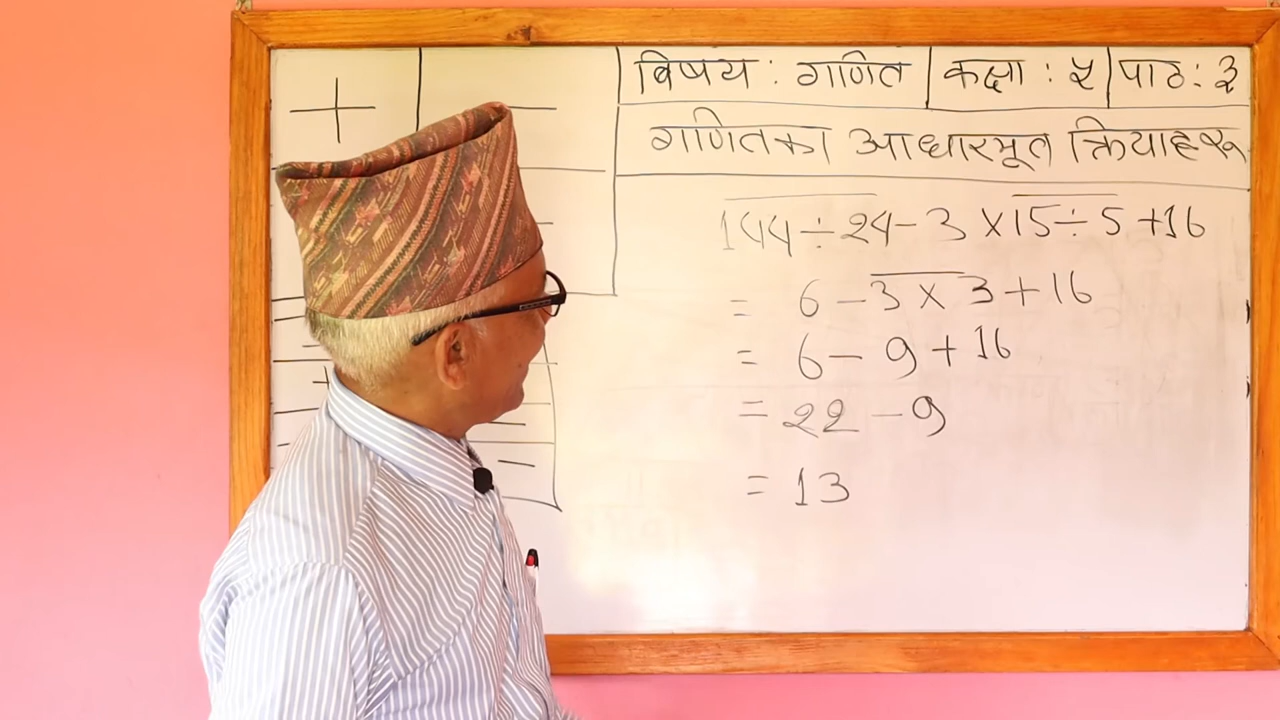 विषय : गणित कक्षा : ५ पाठ : ३
गणितका आधारभूत क्रियाहरू
144 ÷ 24 - 3 × 15 ÷ 5 + 16
= 6 - 3 × 3 + 16
= 6 - 9 + 16
= 22 - 9
= 13